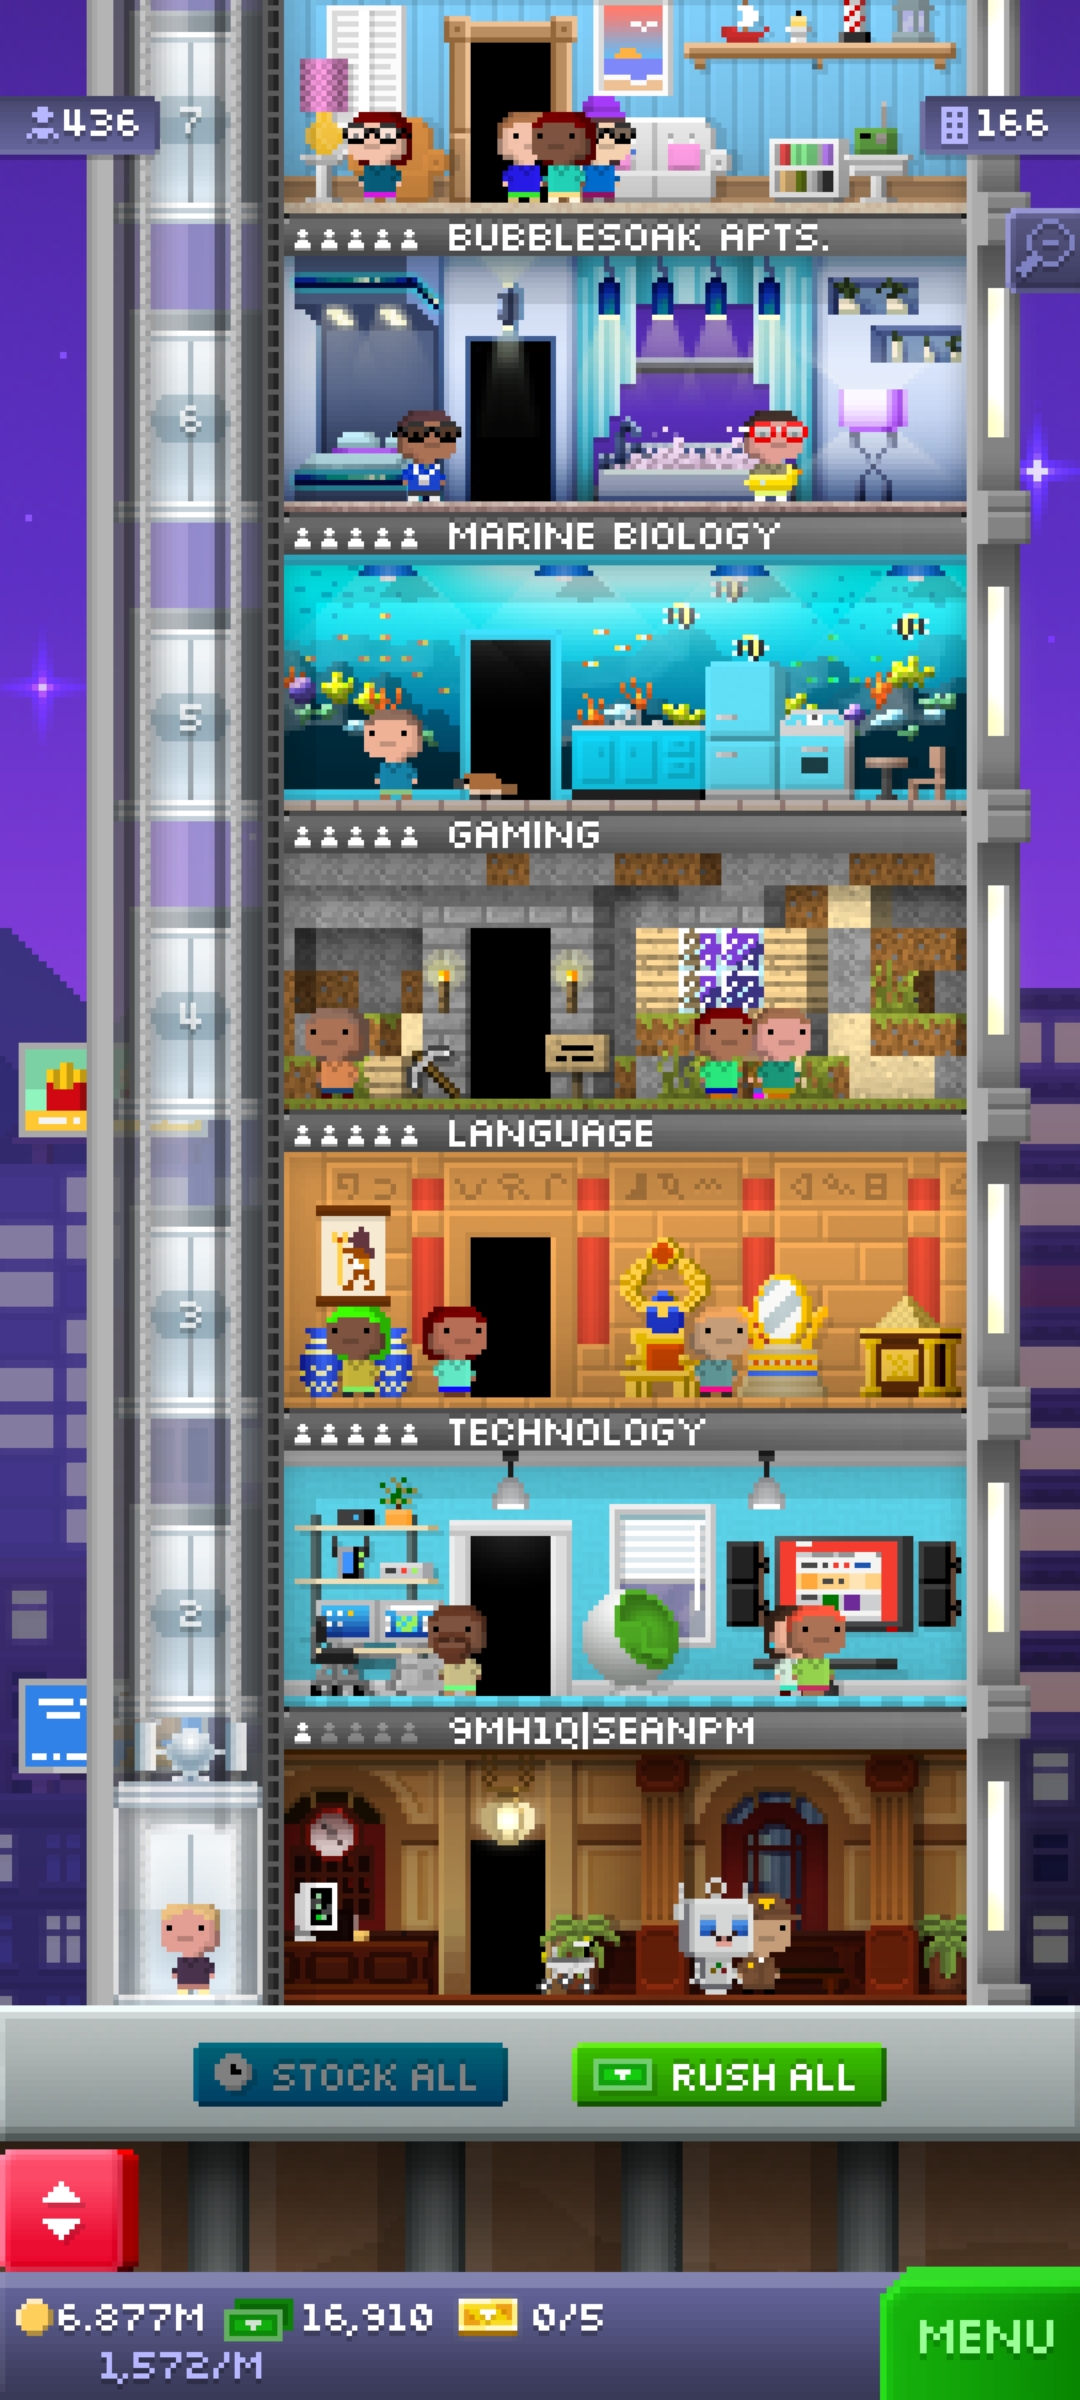 7
436
166
BUBBLESOAK APTS.
6
MARINE BIOLOGY
5
GAMING
4
LANGUAGE
3
TECHNOLOGY
2
9MH1Q|SEANPM
STOCK ALL
RUSH ALL
6.877M
16,910
0/5
1,572/M
MENU